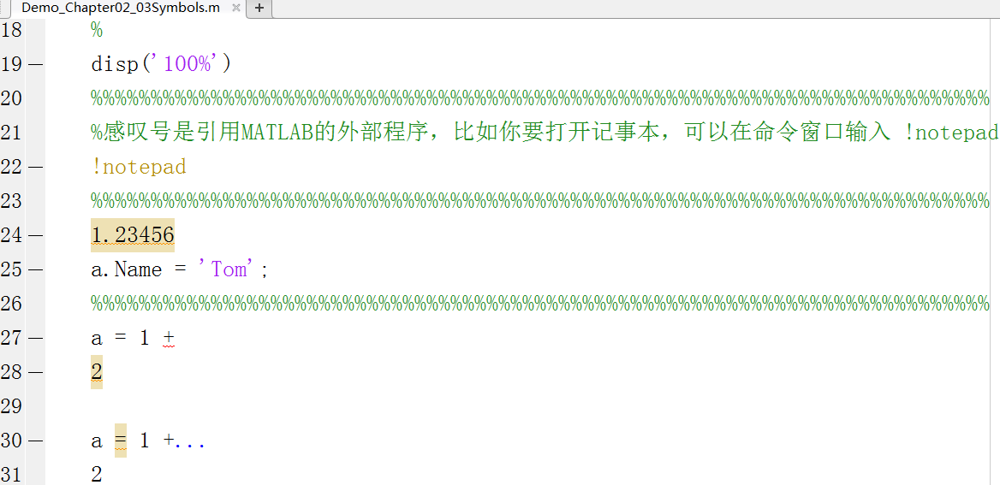 Demo_Chapter02_03Symbols.m × +
18 %
19 — disp('100%')
20 %%%%%%%%%%%%%%%%%%%%%%%%%%%%%%%%%%%%%%%%%%%%%%%%%%%%%%%%%%%%%%%%%%%%%%%%%%%%%
21 %感叹号是引用MATLAB的外部程序，比如你要打开记事本，可以在命令窗口输入 !notepad
22 — !notepad
23 %%%%%%%%%%%%%%%%%%%%%%%%%%%%%%%%%%%%%%%%%%%%%%%%%%%%%%%%%%%%%%%%%%%%%%%%%%%%%
24 — 1.23456
25 — a.Name = 'Tom';
26 %%%%%%%%%%%%%%%%%%%%%%%%%%%%%%%%%%%%%%%%%%%%%%%%%%%%%%%%%%%%%%%%%%%%%%%%%%%%%
27 — a = 1 +
28 — 2
29
30 — a = 1 +...
31 2